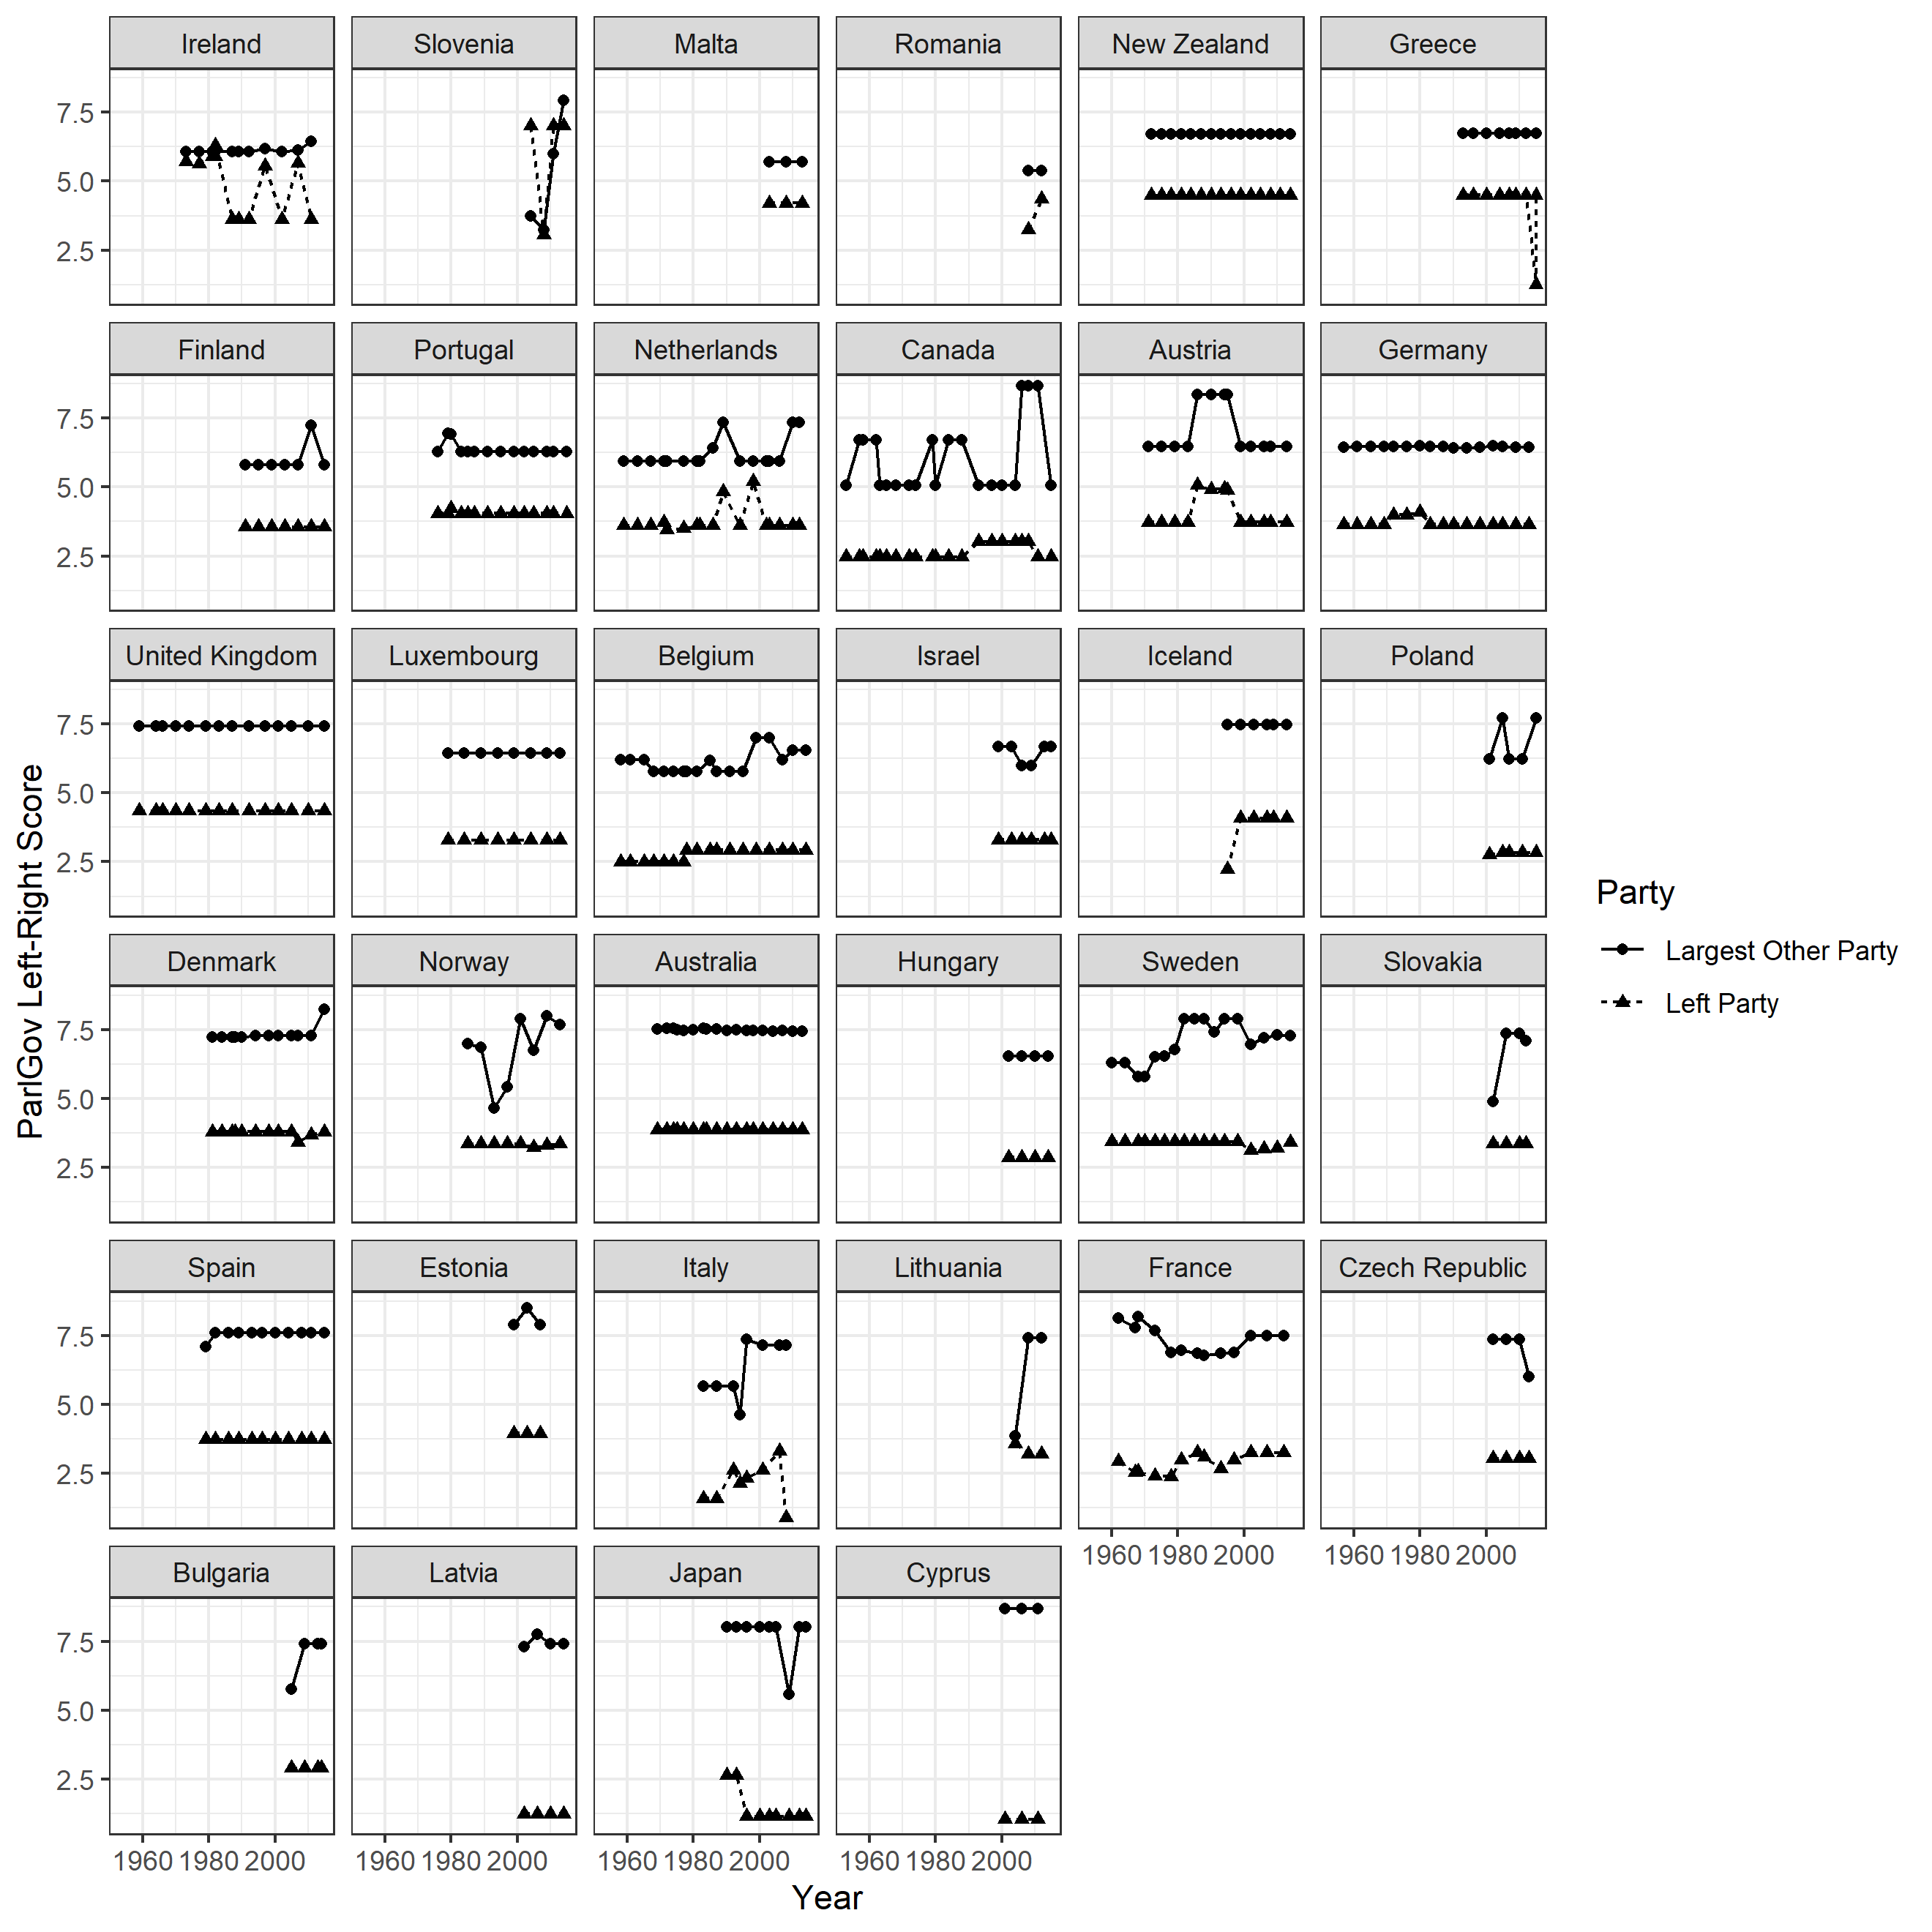 Ireland Slovenia Malta Romania New Zealand Greece
7.5
5.0
2.5
Finland Portugal Netherlands Canada Austria Germany
7.5
5.0
2.5
United Kingdom Luxembourg Belgium Israel Iceland Poland
7.5
5.0
2.5
Denmark Norway Australia Hungary Sweden Slovakia
7.5
5.0
2.5
Spain Estonia Italy Lithuania France Czech Republic
7.5
5.0
2.5
1960 1980 2000 1960 1980 2000
Bulgaria Latvia Japan Cyprus
7.5
5.0
2.5
1960 1980 2000 1960 1980 2000 1960 1980 2000 1960 1980 2000
Year
ParlGov Left-Right Score
Party
Largest Other Party
Left Party